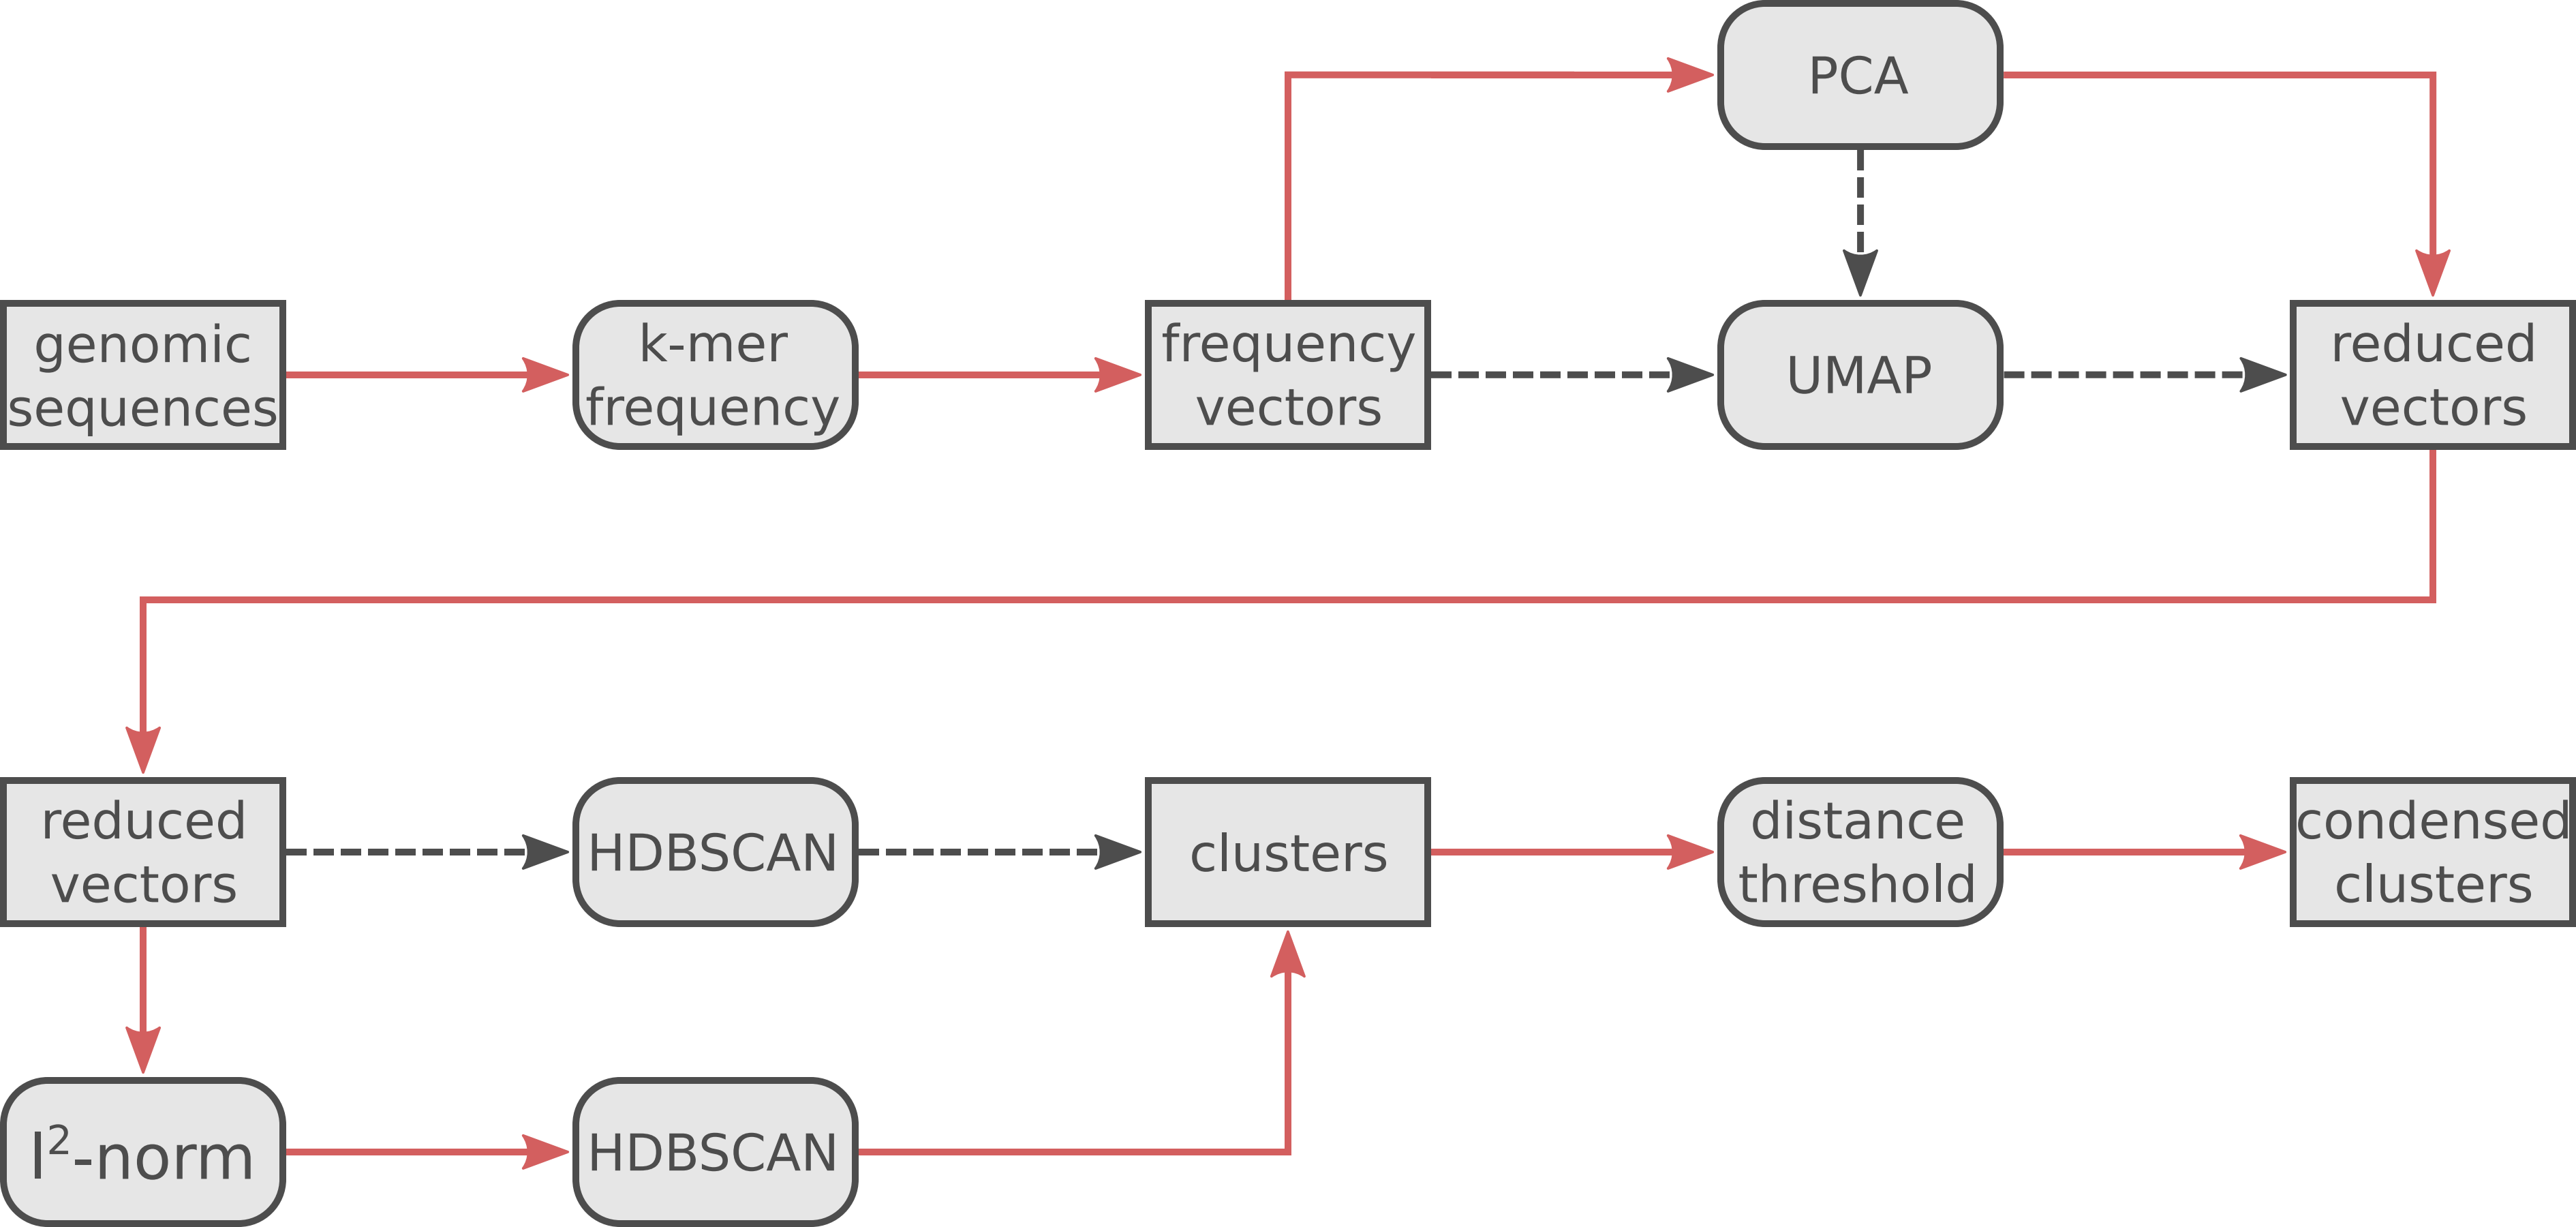 PCA
genomic
sequences
k-mer
frequency
frequency
vectors
UMAP
reduced
vectors
reduced
vectors
HDBSCAN
clusters
distance
threshold
condensed
clusters
l²-norm
HDBSCAN